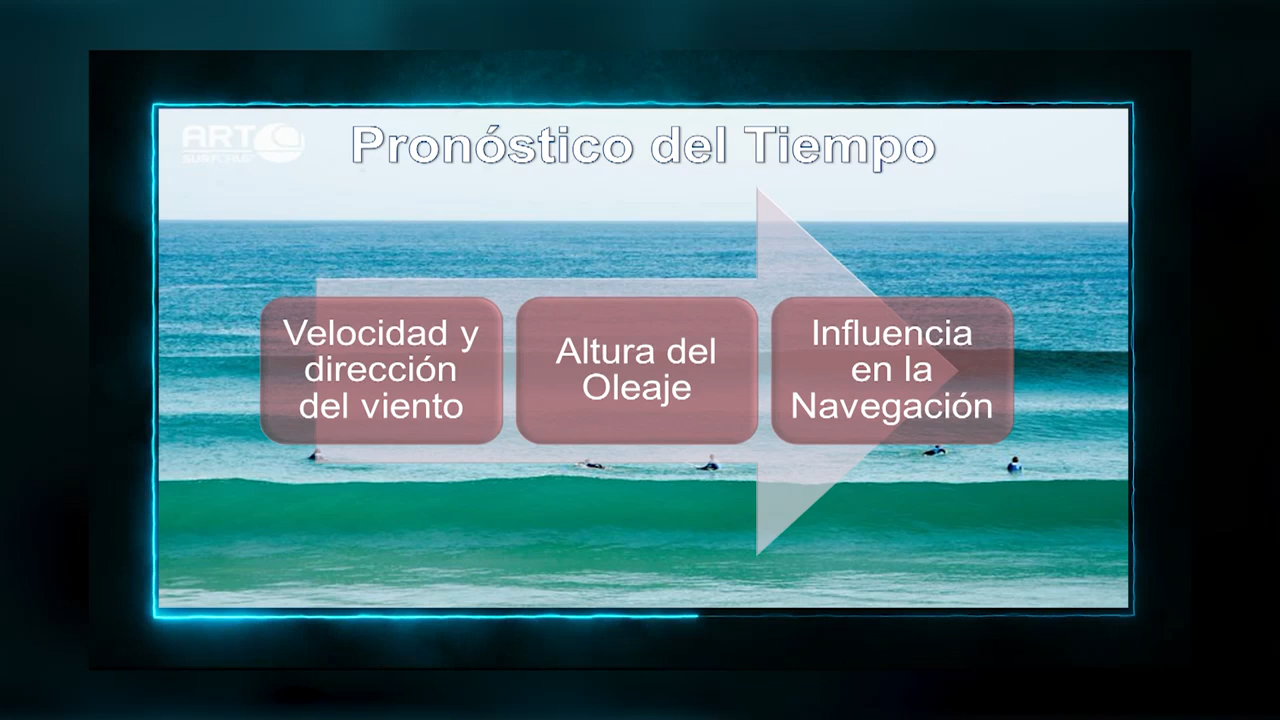 ART
Pronóstico del Tiempo
Velocidad y
dirección
del viento
Altura del
Oleaje
Influencia
en la
Navegación